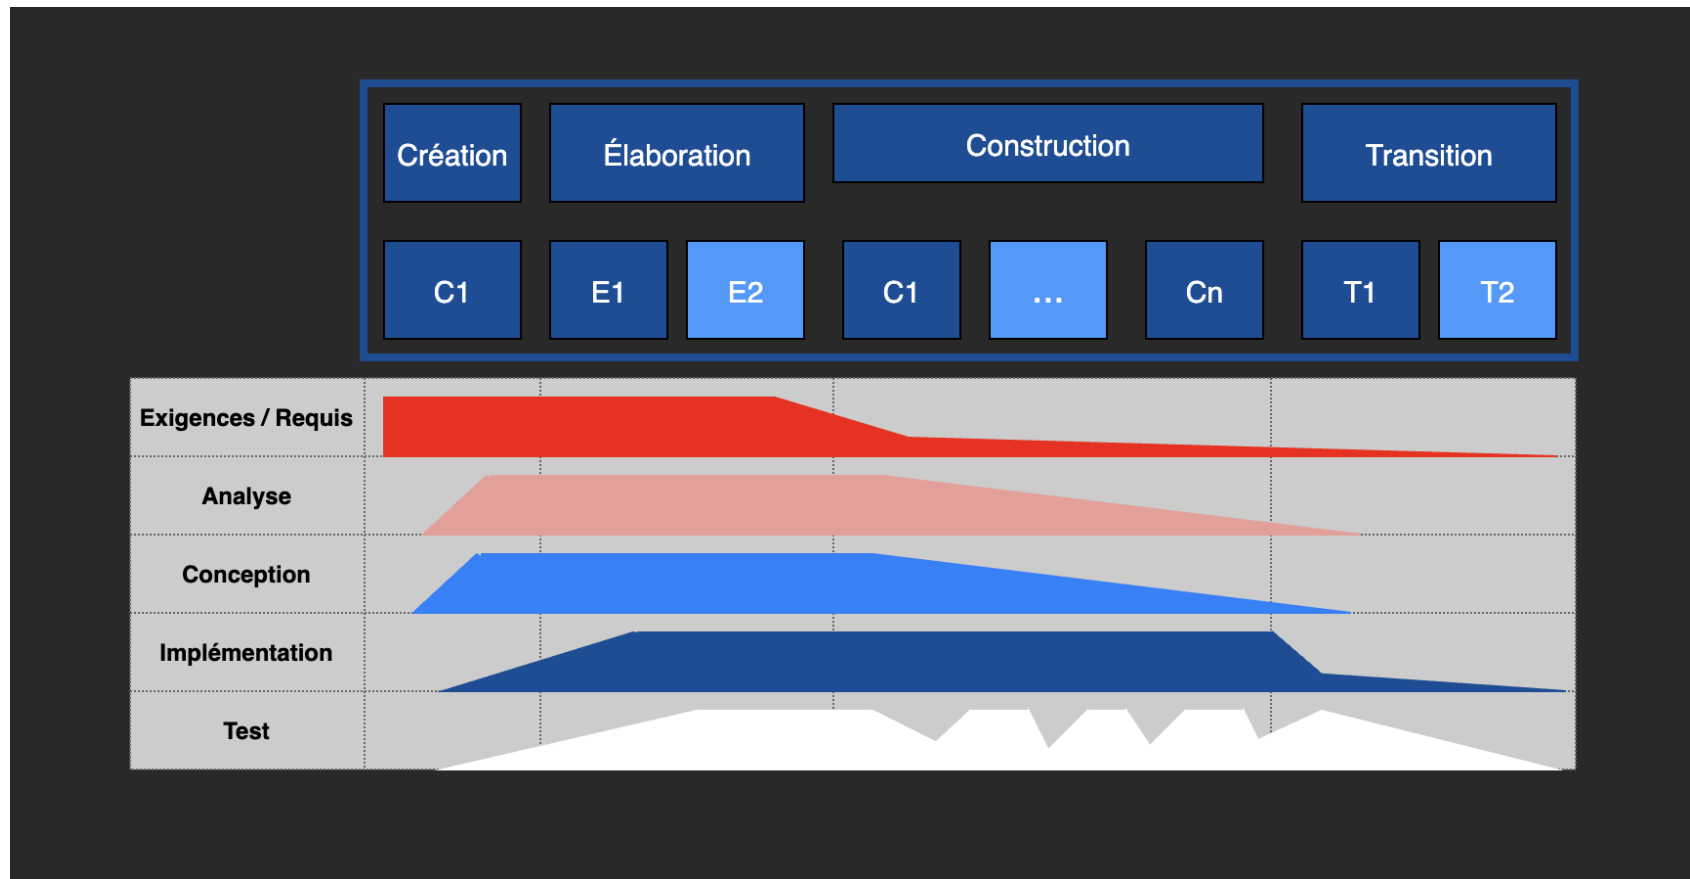 Création
Élaboration
Construction
Transition
C1
E1
E2
C1
...
Cn
T1
T2
Exigences / Requis
Analyse
Conception
Implémentation
Test